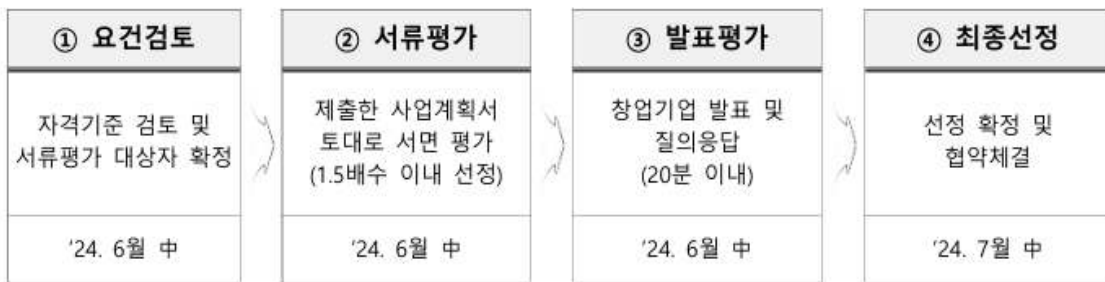 ① 요건검토
자격기준 검토 및
서류평가 대상자 확정
'24. 6월 中
② 서류평가
제출한 사업계획서
토대로 서면 평가
(1.5배수 이내 선정)
'24. 6월 中
③ 발표평가
창업기업 발표 및
질의응답
(20분 이내)
'24. 6월 中
④ 최종선정
선정 확정 및
협약체결
'24. 7월 中